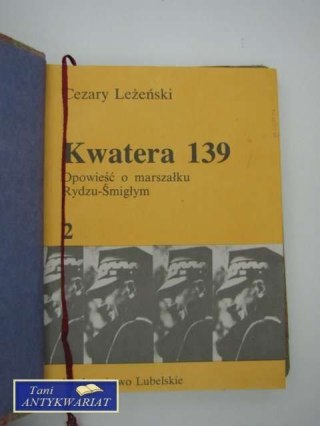 Cezary Leżeński
Kwatera 139
Opowieść o marszałku
Rydzu-Śmigłym
2
Lubelskie
Tani
ANTYKWARIAT